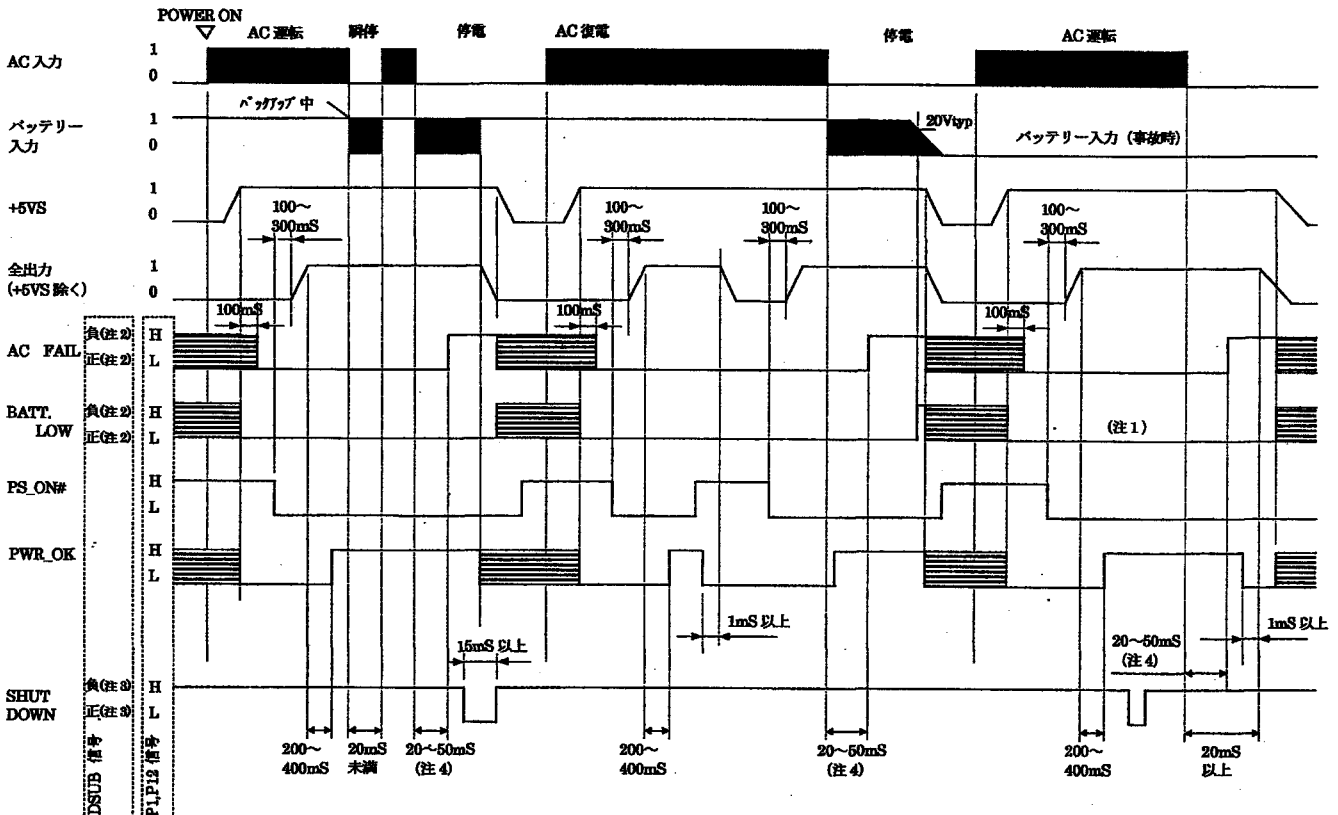 POWER ON
AC 運転 瞬停 停電 AC 復電 停電 AC 運転
AC 入力 1
0
バックアップ 中
バッテリー
入力 1
0
20Vtyp
バッテリー入力 (事故時)
+5VS 1
0
100～
300mS
100～
300mS
100～
300mS
100～
300mS
全出力
(+5VS 除く) 1
0
100mS
100mS
100mS
AC FAIL 負(注2) H
正(注2) L
BATT.
LOW 負(注2) H
正(注2) L
(注1)
PS_ON# H
L
PWR_OK H
L
1mS 以上
1mS 以上
15mS 以上
20～50mS
(注4)
SHUT
DOWN 負(注3) H
正(注3) L
DSUB 信号
P1,P12 信号
200～
400mS
20mS
未満
20～50mS
(注4)
200～
400mS
20～50mS
(注4)
200～
400mS
20mS
以上